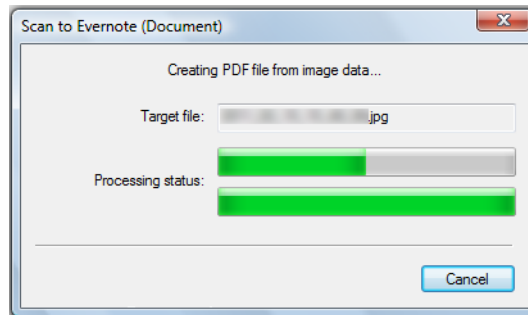 Scan to Evernote (Document)
Creating PDF file from image data...
Target file: .jpg
Processing status:
Cancel